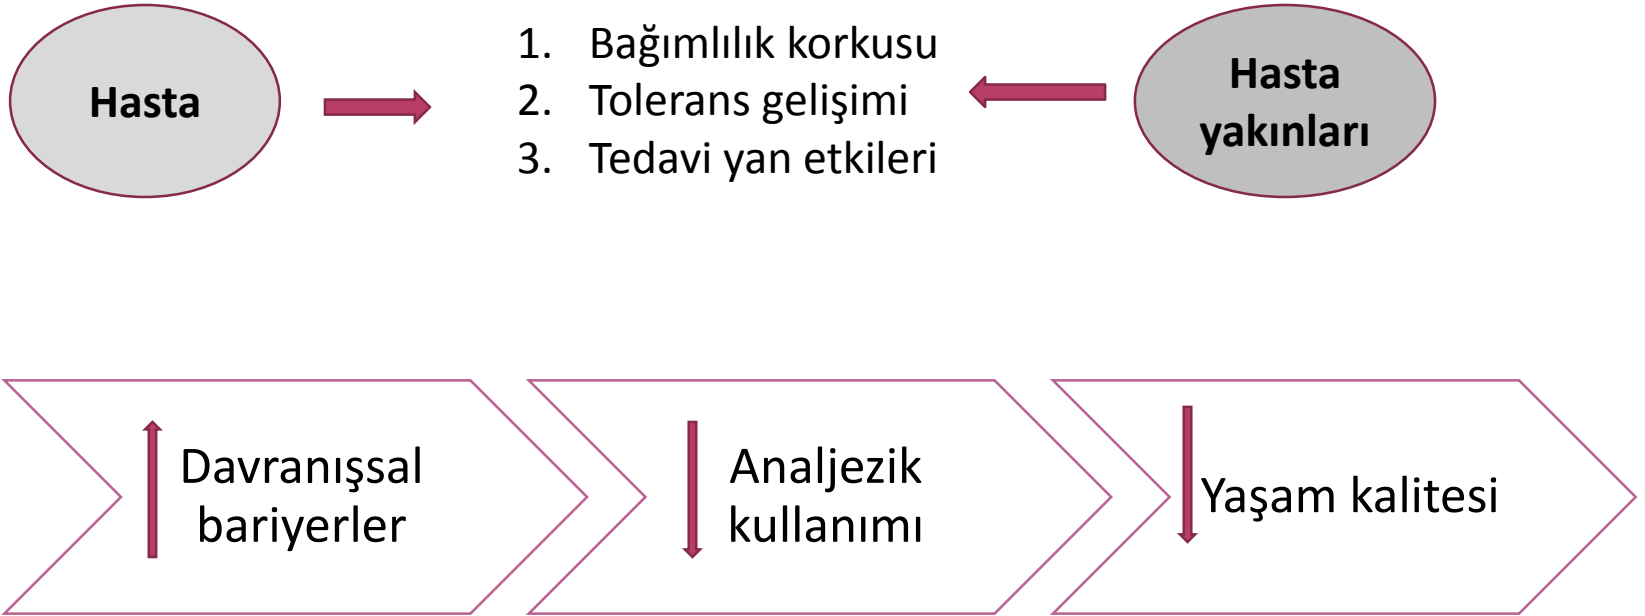 Hasta
1. Bağımlılık korkusu
2. Tolerans gelişimi
3. Tedavi yan etkileri
Hasta
yakınları
Davranışsal
bariyerler
Analjezik
kullanımı
Yaşam kalitesi